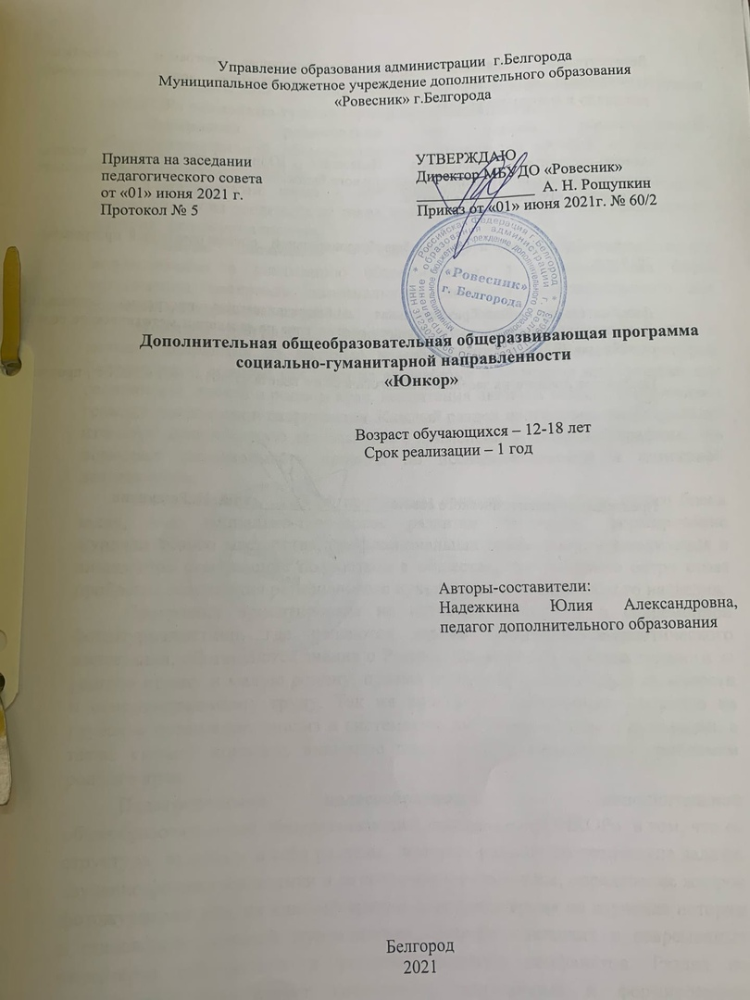 Управление образования администрации г.Белгорода
Муниципальное бюджетное учреждение дополнительного образования
«Ровесник» г.Белгорода
Принята на заседании
педагогического совета
от «01» июня 2021 г.
Протокол № 5
УТВЕРЖДАЮ
Директор МБУДО «Ровесник»
А. Н. Рощупкин
Приказ от «01» июня 2021г. № 60/2
«Ровесник»
г. Белгорода
Дополнительная общеобразовательная общеразвивающая программа
социально-гуманитарной направленности
«Юнкор»
Возраст обучающихся – 12-18 лет
Срок реализации – 1 год
Авторы-составители:
Надежкина Юлия Александровна,
педагог дополнительного образования
Белгород
2021